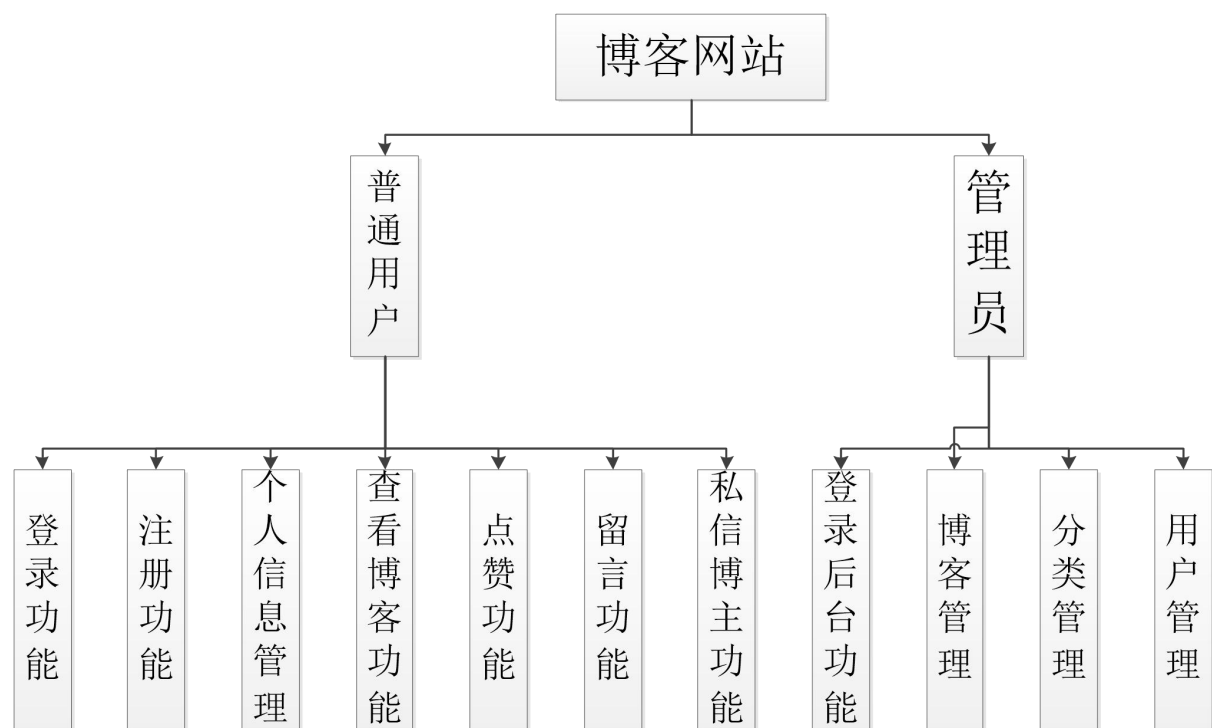 博客网站
普通用户
管理员
登录功能
注册功能
个人信息管理
查看博客功能
点赞功能
留言功能
私信博主功能
登录后台功能
博客管理
分类管理
用户管理